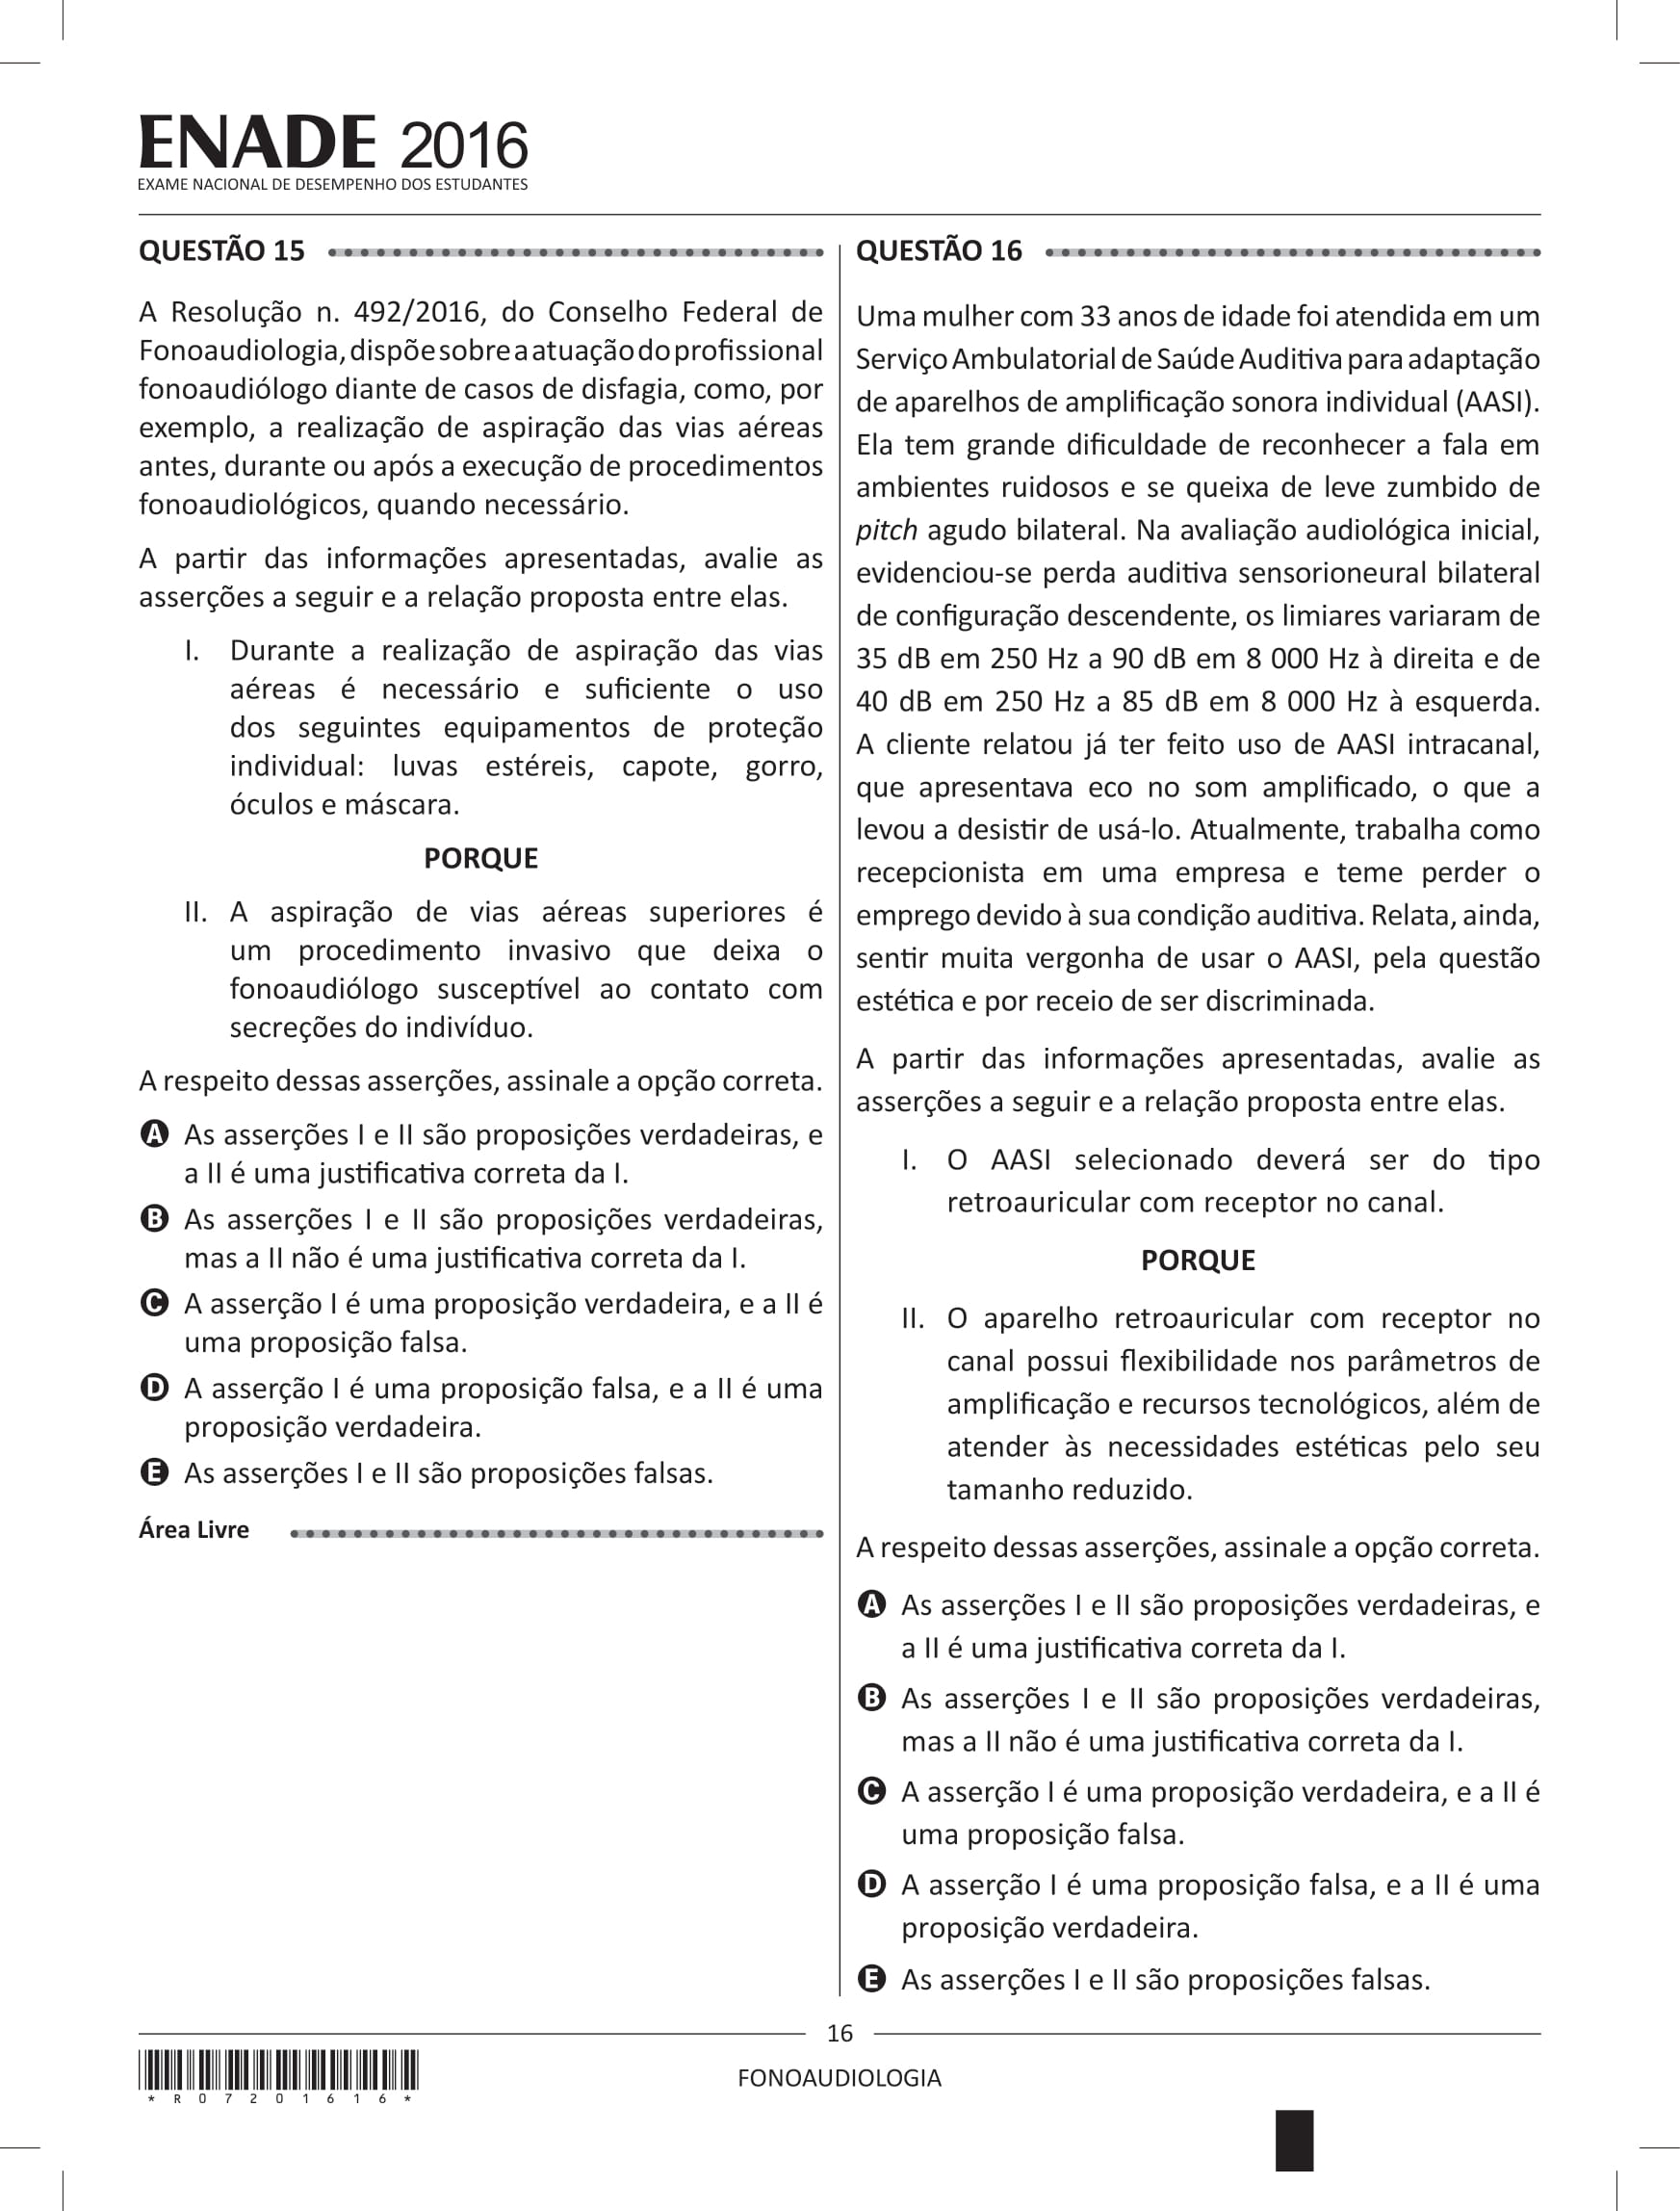 ENADE 2016
EXAME NACIONAL DE DESEMPENHO DOS ESTUDANTES
QUESTÃO 15
A Resolução n. 492/2016, do Conselho Federal de
Fonoaudiologia, dispõe sobre a atuação do profissional
fonoaudiólogo diante de casos de disfagia, como, por
exemplo, a realização de aspiração das vias aéreas
antes, durante ou após a execução de procedimentos
fonoaudiológicos, quando necessário.
A partir das informações apresentadas, avalie as
asserções a seguir e a relação proposta entre elas.
I. Durante a realização de aspiração das vias
aéreas é necessário e suficiente o uso
dos seguintes equipamentos de proteção
individual: luvas estéreis, capote, gorro,
óculos e máscara.
PORQUE
II. A aspiração de vias aéreas superiores é
um procedimento invasivo que deixa o
fonoaudiólogo susceptível ao contato com
secreções do indivíduo.
A respeito dessas asserções, assinale a opção correta.
A As asserções I e II são proposições verdadeiras, e
a II é uma justificativa correta da I.
B As asserções I e II são proposições verdadeiras,
mas a II não é uma justificativa correta da I.
C A asserção I é uma proposição verdadeira, e a II é
uma proposição falsa.
D A asserção I é uma proposição falsa, e a II é uma
proposição verdadeira.
E As asserções I e II são proposições falsas.
Área Livre
QUESTÃO 16
Uma mulher com 33 anos de idade foi atendida em um
Serviço Ambulatorial de Saúde Auditiva para adaptação
de aparelhos de amplificação sonora individual (AASI).
Ela tem grande dificuldade de reconhecer a fala em
ambientes ruidosos e se queixa de leve zumbido de
pitch agudo bilateral. Na avaliação audiológica inicial,
evidenciou-se perda auditiva sensorioneural bilateral
de configuração descendente, os limiares variaram de
35 dB em 250 Hz a 90 dB em 8 000 Hz à direita e de
40 dB em 250 Hz a 85 dB em 8 000 Hz à esquerda.
A cliente relatou já ter feito uso de AASI intracanal,
que apresentava eco no som amplificado, o que a
levou a desistir de usá-lo. Atualmente, trabalha como
recepcionista em uma empresa e teme perder o
emprego devido à sua condição auditiva. Relata, ainda,
sentir muita vergonha de usar o AASI, pela questão
estética e por receio de ser discriminada.
A partir das informações apresentadas, avalie as
asserções a seguir e a relação proposta entre elas.
I. O AASI selecionado deverá ser do tipo
retroauricular com receptor no canal.
PORQUE
II. O aparelho retroauricular com receptor no
canal possui flexibilidade nos parâmetros de
amplificação e recursos tecnológicos, além de
atender às necessidades estéticas pelo seu
tamanho reduzido.
A respeito dessas asserções, assinale a opção correta.
A As asserções I e II são proposições verdadeiras, e
a II é uma justificativa correta da I.
B As asserções I e II são proposições verdadeiras,
mas a II não é uma justificativa correta da I.
C A asserção I é uma proposição verdadeira, e a II é
uma proposição falsa.
D A asserção I é uma proposição falsa, e a II é uma
proposição verdadeira.
E As asserções I e II são proposições falsas.
16
FONOAUDIOLOGIA
* R 0 7 2 0 1 6 1 6 *